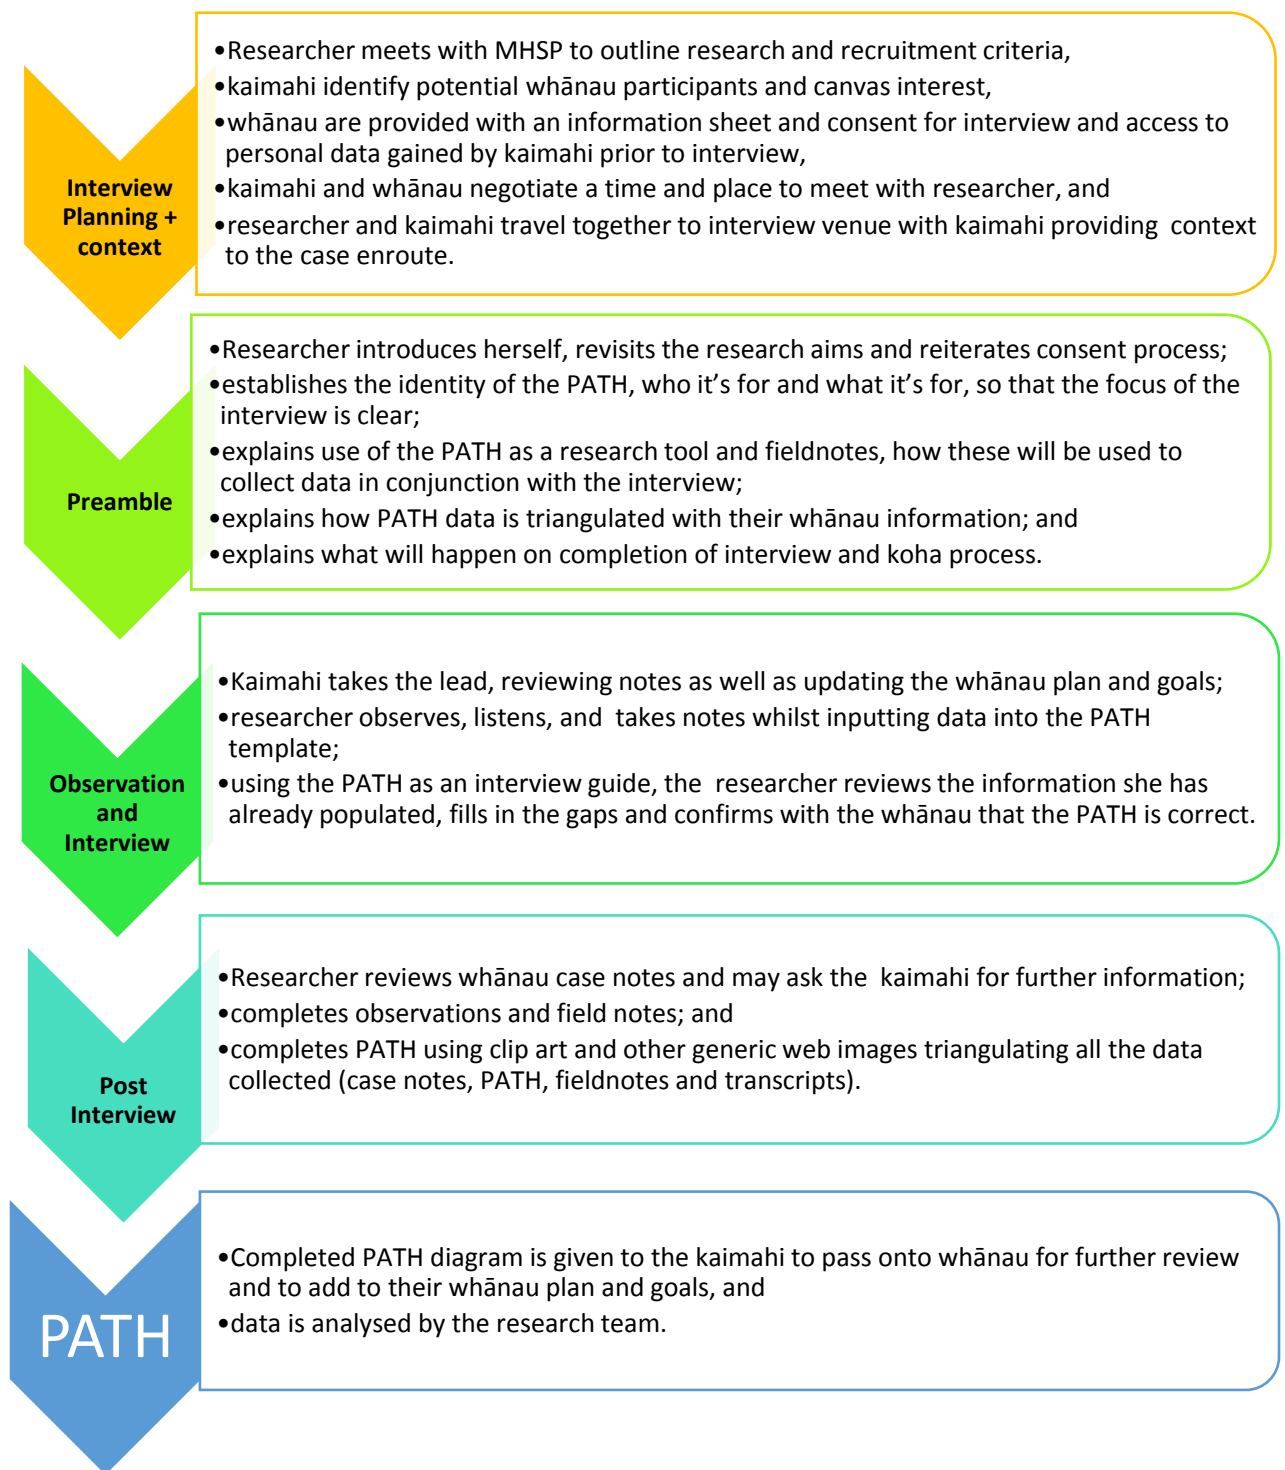 Interview
Planning +
context
•Researcher meets with MHSP to outline research and recruitment criteria,
•kaimahi identify potential whānau participants and canvas interest,
•whānau are provided with an information sheet and consent for interview and access to
personal data gained by kaimahi prior to interview,
•kaimahi and whānau negotiate a time and place to meet with researcher, and
•researcher and kaimahi travel together to interview venue with kaimahi providing  context
to the case enroute.
Preamble
•Researcher introduces herself, revisits the research aims and reiterates consent process;
•establishes the identity of the PATH, who it’s for and what it’s for, so that the focus of the
interview is clear;
•explains use of the PATH as a research tool and fieldnotes, how these will be used to
collect data in conjunction with the interview;
•explains how PATH data is triangulated with their whānau information; and
•explains what will happen on completion of interview and koha process.
Observation
and
Interview
•Kaimahi takes the lead, reviewing notes as well as updating the whānau plan and goals;
•researcher observes, listens, and  takes notes whilst inputting data into the PATH
template;
•using the PATH as an interview guide, the  researcher reviews the information she has
already populated, fills in the gaps and confirms with the whānau that the PATH is correct.
Post
Interview
•Researcher reviews whānau case notes and may ask the  kaimahi for further information;
•completes observations and field notes; and
•completes PATH using clip art and other generic web images triangulating all the data
collected (case notes, PATH, fieldnotes and transcripts).
PATH
•Completed PATH diagram is given to the kaimahi to pass onto whānau for further review
and to add to their whānau plan and goals, and
•data is analysed by the research team.